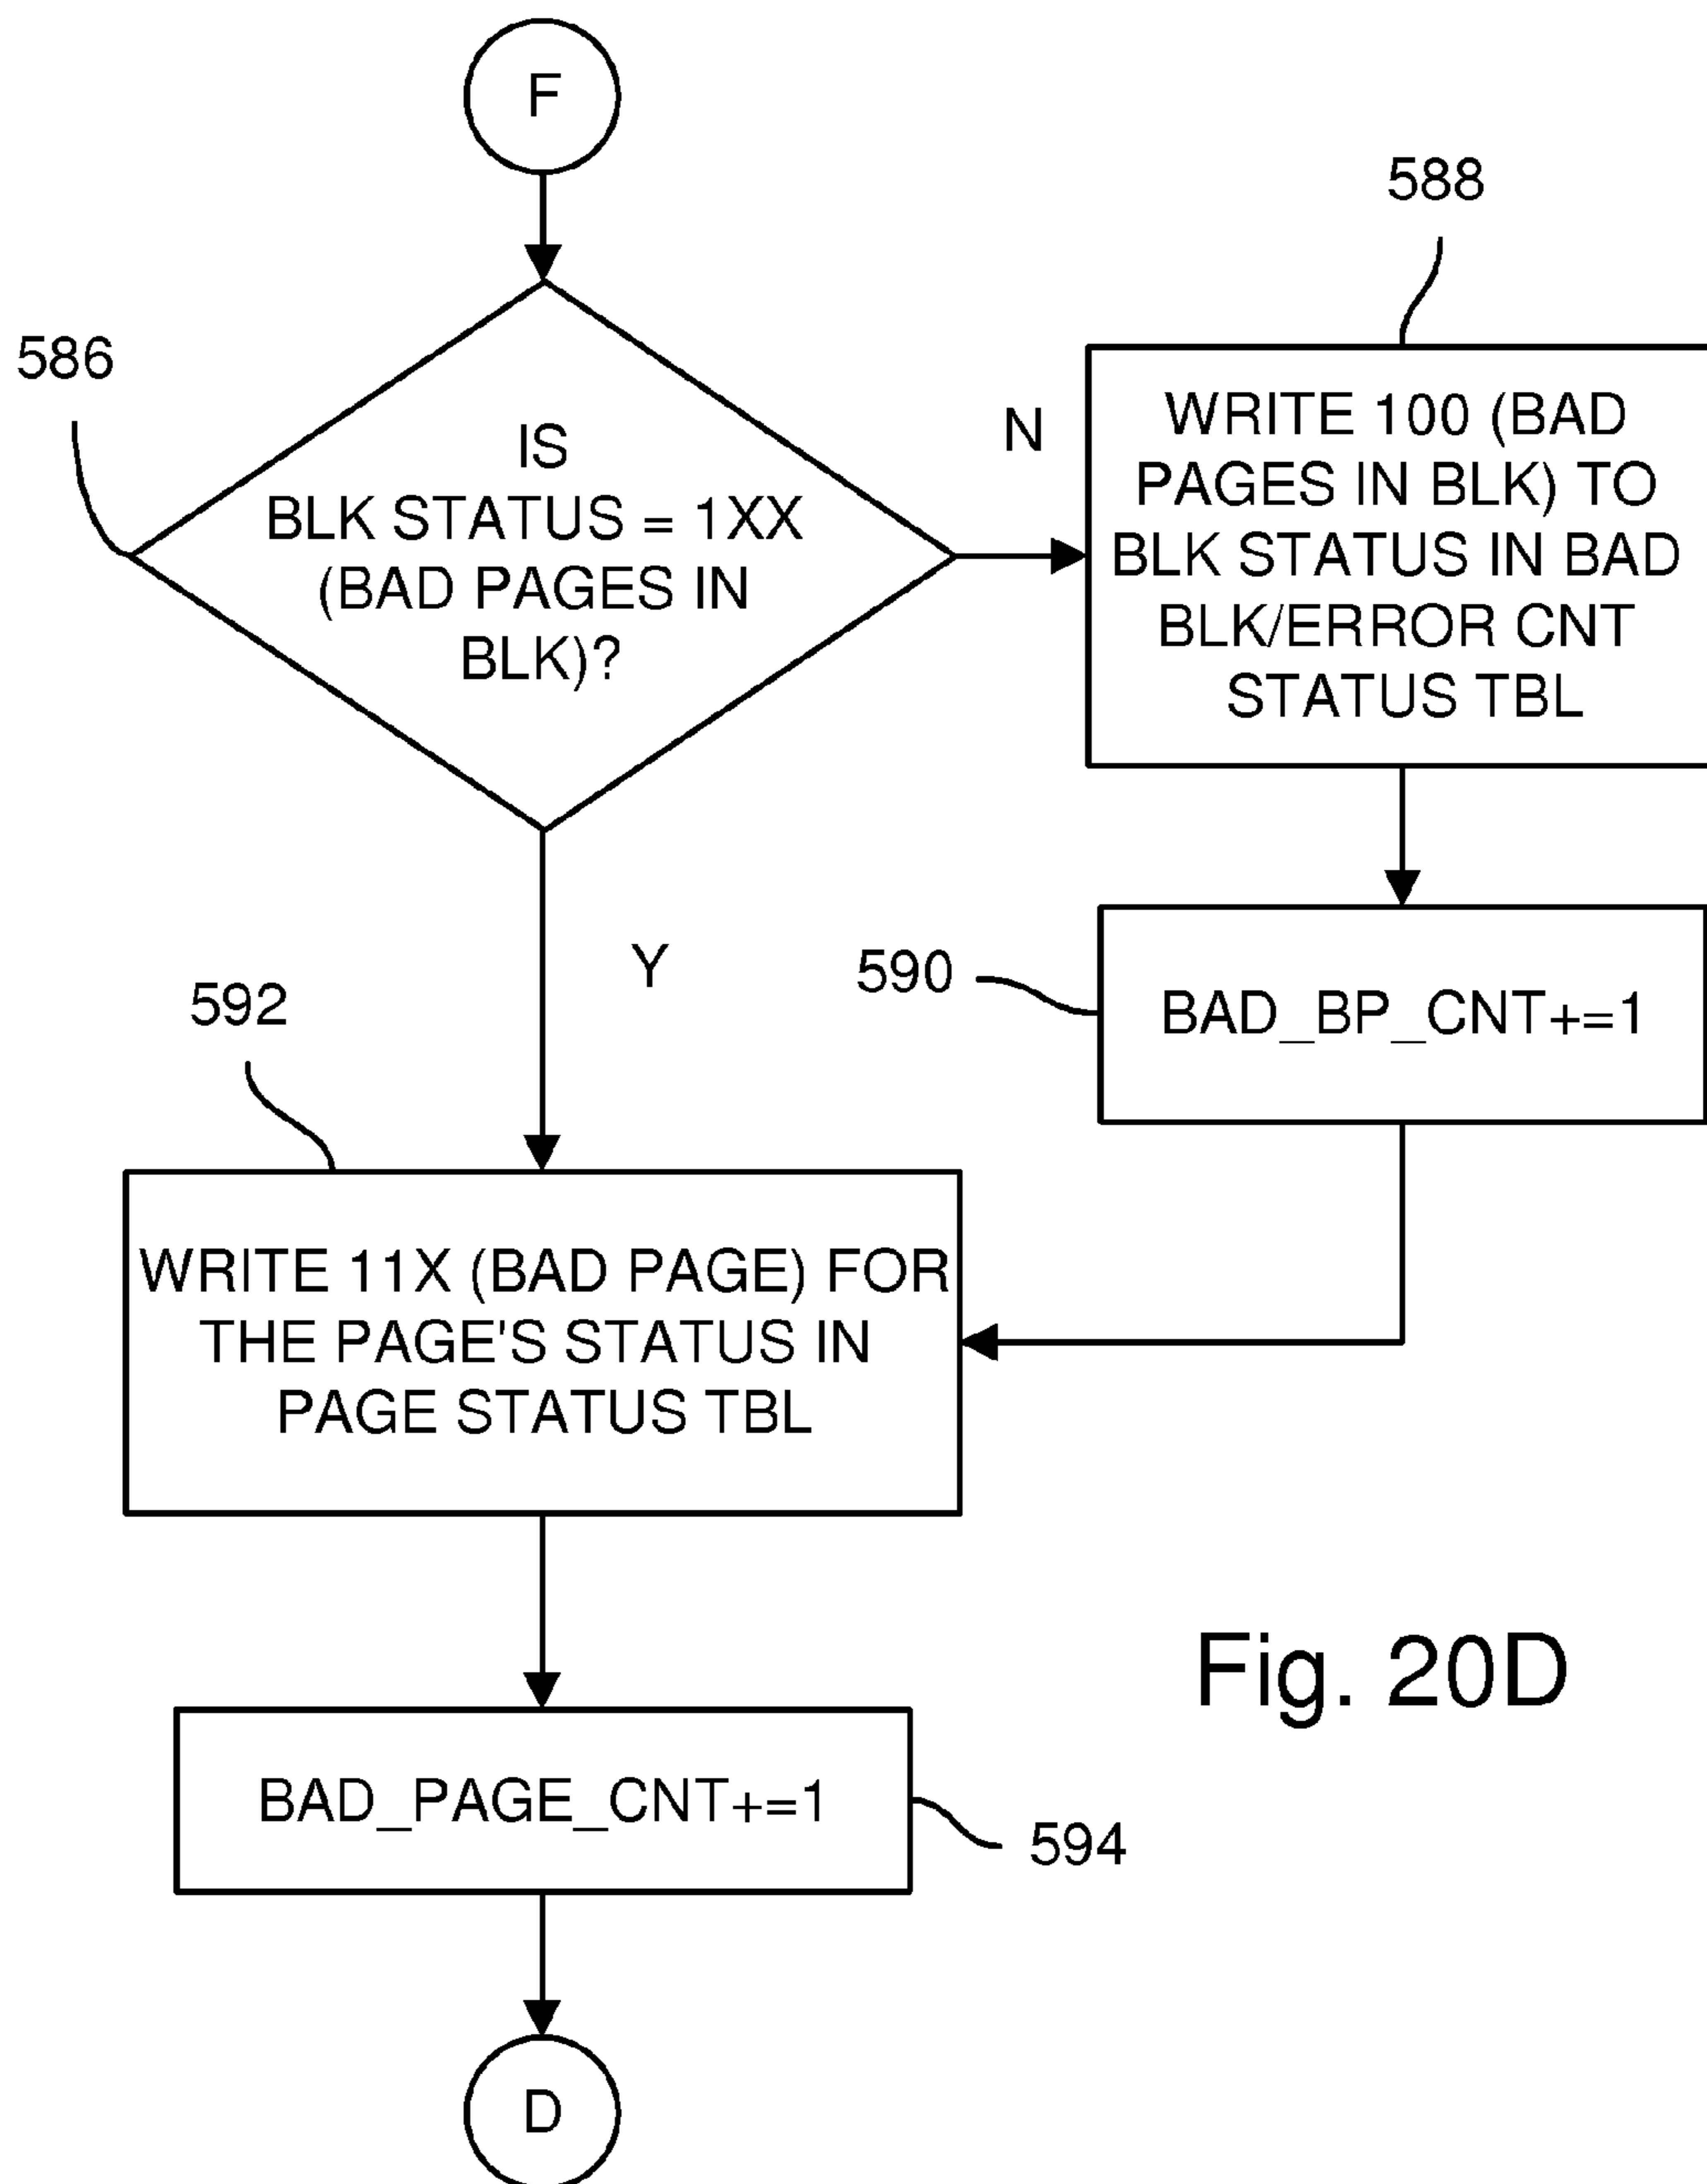 F
586
IS
BLK STATUS = 1XX
(BAD PAGES IN
BLK)?
N
588
WRITE 100 (BAD
PAGES IN BLK) TO
BLK STATUS IN BAD
BLK/ERROR CNT
STATUS TBL
Y
590
BAD_BP_CNT+=1
592
WRITE 11X (BAD PAGE) FOR
THE PAGE'S STATUS IN
PAGE STATUS TBL
BAD_PAGE_CNT+=1
594
D
Fig. 20D